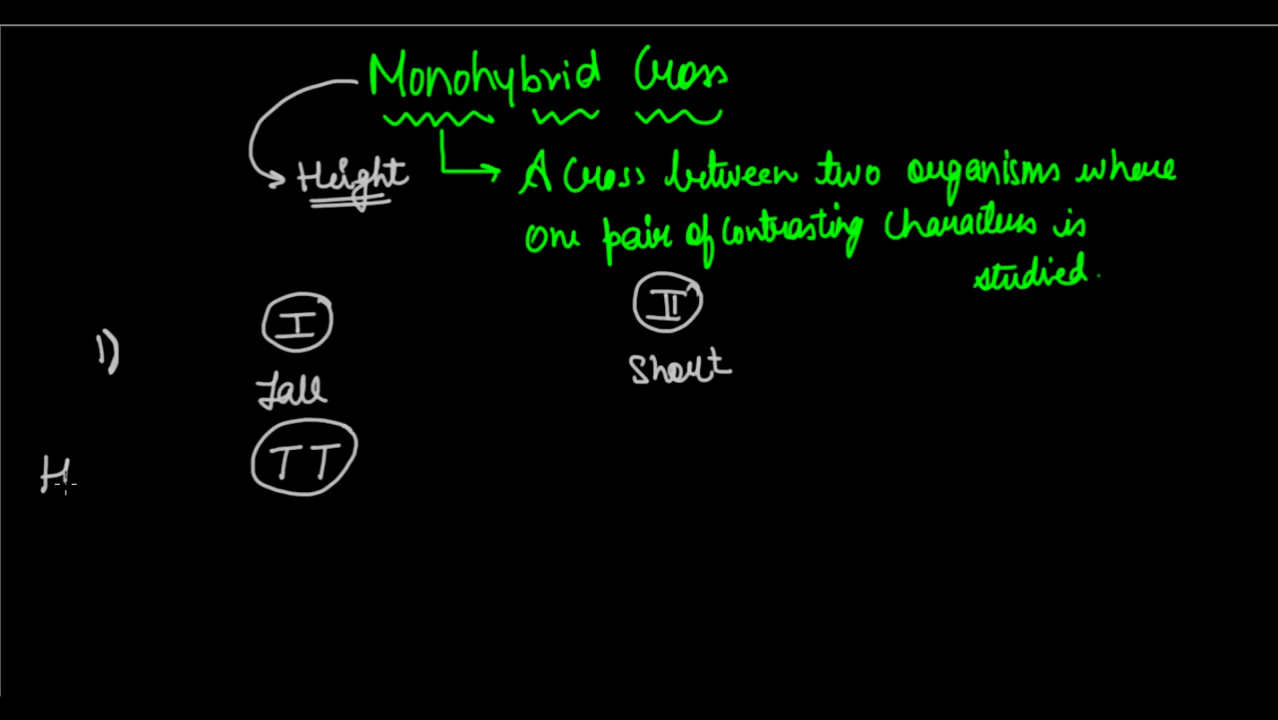 Monohybrid Cross
Height
A Cross between two organisms where
one pair of contrasting characters is
studied.
I
II
1)
Tall
Short
TT
H